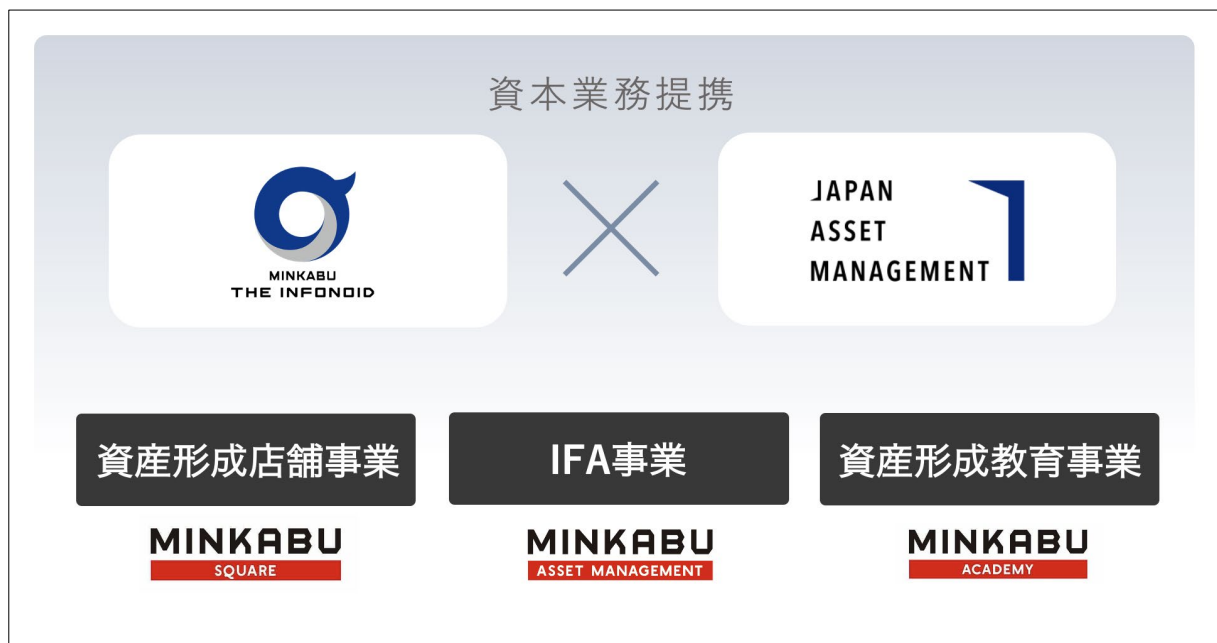 資本業務提携
MINKABU
THE INFONOID
JAPAN
ASSET
MANAGEMENT
資産形成店舗事業
IFA事業
資産形成教育事業
MINKABU
SQUARE
MINKABU
ASSET MANAGEMENT
MINKABU
ACADEMY